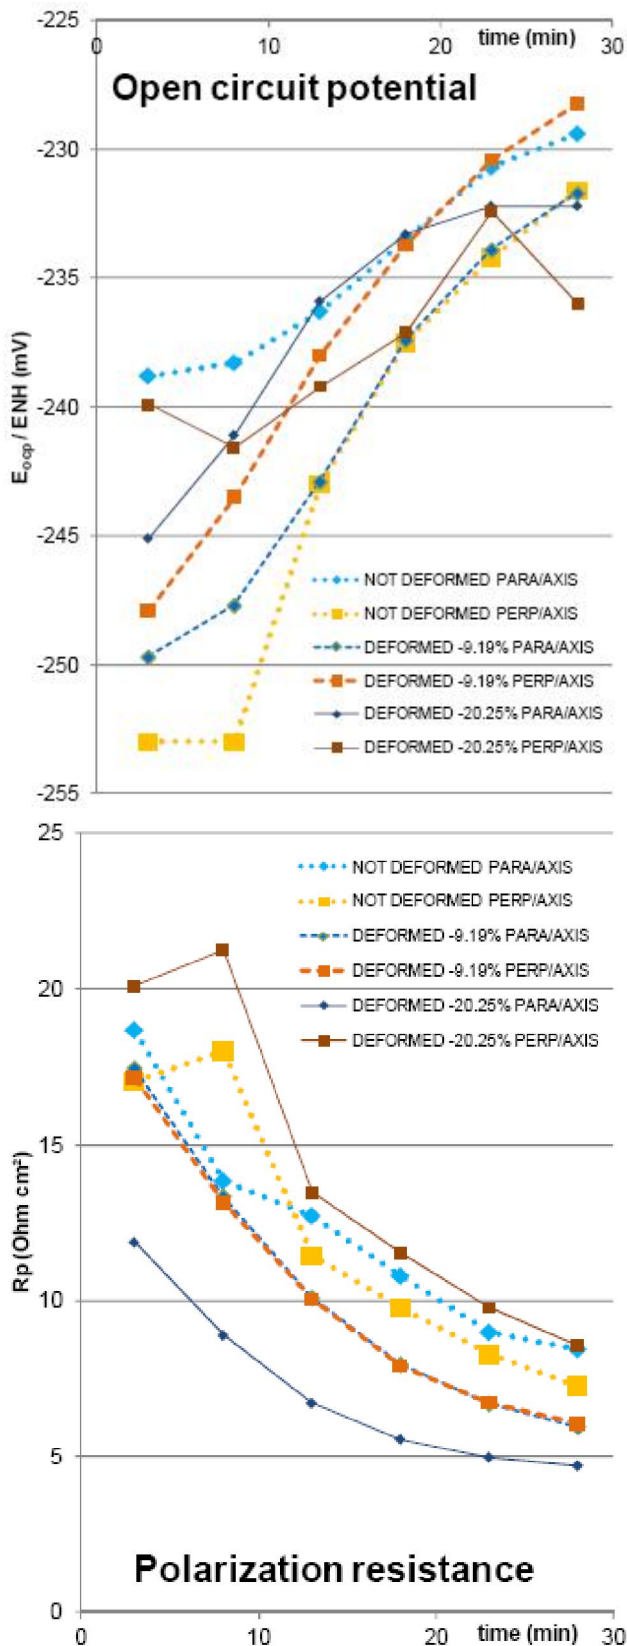 -225
0 10 20 time (min) 30
Open circuit potential
-230
-235
-240
-245
-250
-255
Eocp / ENH (mV)
NOT DEFORMED PARA/AXIS
NOT DEFORMED PERP/AXIS
DEFORMED -9.19% PARA/AXIS
DEFORMED -9.19% PERP/AXIS
DEFORMED -20.25% PARA/AXIS
DEFORMED -20.25% PERP/AXIS
25
20
15
10
5
0
Rp (Ohm cm²)
NOT DEFORMED PARA/AXIS
NOT DEFORMED PERP/AXIS
DEFORMED -9.19% PARA/AXIS
DEFORMED -9.19% PERP/AXIS
DEFORMED -20.25% PARA/AXIS
DEFORMED -20.25% PERP/AXIS
Polarization resistance
0 10 20 time (min) 30